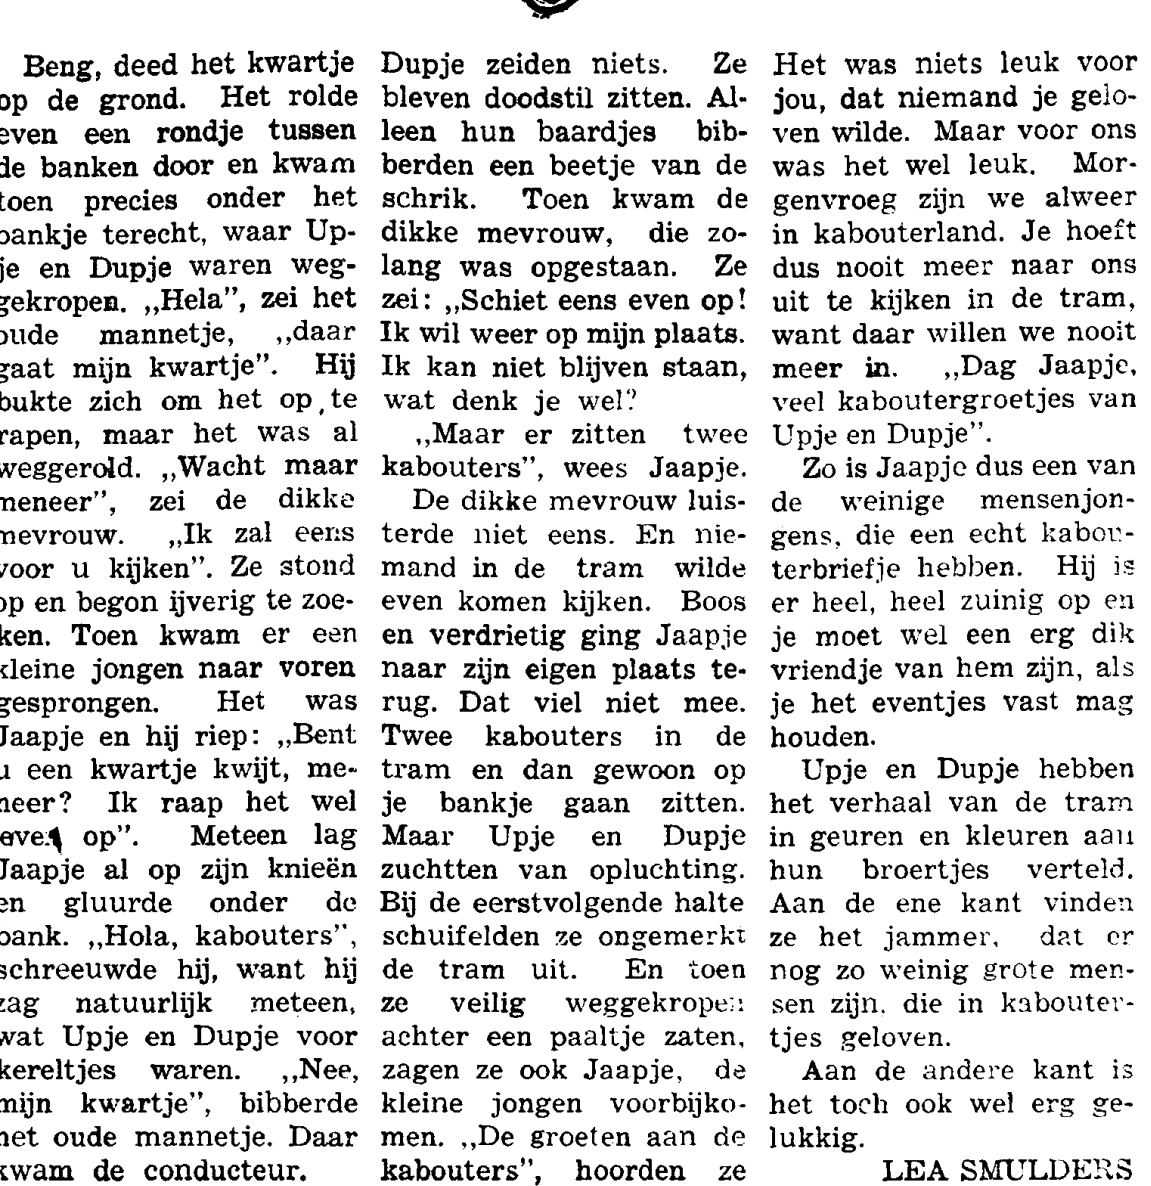 Beng, deed het kwartje
op de grond. Het rolde
even een rondje tussen
de banken door en kwam
toen precies onder het
bankje terecht, waar Up-
je en Dupje waren weg-
gekropen. ,,Hela", zei het
oude mannetje, ,,daar
gaat mijn kwartje". Hij
bukte zich om het op te
rapen, maar het was al
weggerold. ,,Wacht maar
meneer", zei de dikke
mevrouw. ,,Ik zal eens
voor u kijken". Ze stond
op en begon ijverig te zoe-
ken. Toen kwam er een
kleine jongen naar voren
gesprongen. Het was
Jaapje en hij riep: ,,Bent
u een kwartje kwijt, me-
neer? Ik raap het wel
even op". Meteen lag
Jaapje al op zijn knieën
en gluurde onder de
bank. ,,Hola, kabouters",
schreeuwde hij, want hij
zag natuurlijk meteen,
wat Upje en Dupje voor
kereltjes waren. ,,Nee,
mijn kwartje", bibberde
het oude mannetje. Daar
kwam de conducteur.
Dupje zeiden niets. Ze
bleven doodstil zitten. Al-
leen hun baardjes bib-
berden een beetje van de
schrik. Toen kwam de
dikke mevrouw, die zo-
lang was opgestaan. Ze
zei: ,,Schiet eens even op!
Ik wil weer op mijn plaats.
Ik kan niet blijven staan,
wat denk je wel?
,,Maar er zitten twee
kabouters", wees Jaapje.
De dikke mevrouw luis-
terde niet eens. En nie-
mand in de tram wilde
even komen kijken. Boos
en verdrietig ging Jaapje
naar zijn eigen plaats te-
rug. Dat viel niet mee.
Twee kabouters in de
tram en dan gewoon op
je bankje gaan zitten.
Maar Upje en Dupje
zuchtten van opluchting.
Bij de eerstvolgende halte
schuifelden ze ongemerkt
de tram uit. En toen
ze veilig weggekropen
achter een paaltje zaten,
zagen ze ook Jaapje, de
kleine jongen voorbijko-
men. ,,De groeten aan de
kabouters", hoorden ze
Het was niets leuk voor
jou, dat niemand je gelo-
ven wilde. Maar voor ons
was het wel leuk. Mor-
genvroeg zijn we alweer
in kabouterland. Je hoeft
dus nooit meer naar ons
uit te kijken in de tram,
want daar willen we nooit
meer in. ,,Dag Jaapje,
veel kaboutergroetjes van
Upje en Dupje".
Zo is Jaapje dus een van
de weinige mensenjon-
gens, die een echt kabou-
terbriefje hebben. Hij is
er heel, heel zuinig op en
je moet wel een erg dik
vriendje van hem zijn, als
je het eventjes vast mag
houden.
Upje en Dupje hebben
het verhaal van de tram
in geuren en kleuren aan
hun broertjes verteld.
Aan de ene kant vinden
ze het jammer, dat er
nog zo weinig grote men-
sen zijn, die in kabouter-
tjes geloven.
Aan de andere kant is
het toch ook wel erg ge-
lukkig.
LEA SMULDERS